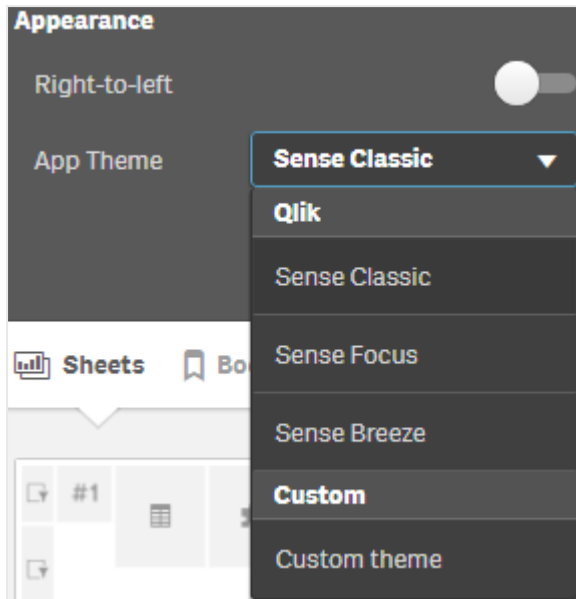 Appearance
Right-to-left
App Theme
Sense Classic
Qlik
Sense Classic
Sense Focus
Sense Breeze
Custom
Custom theme
Sheets
#1